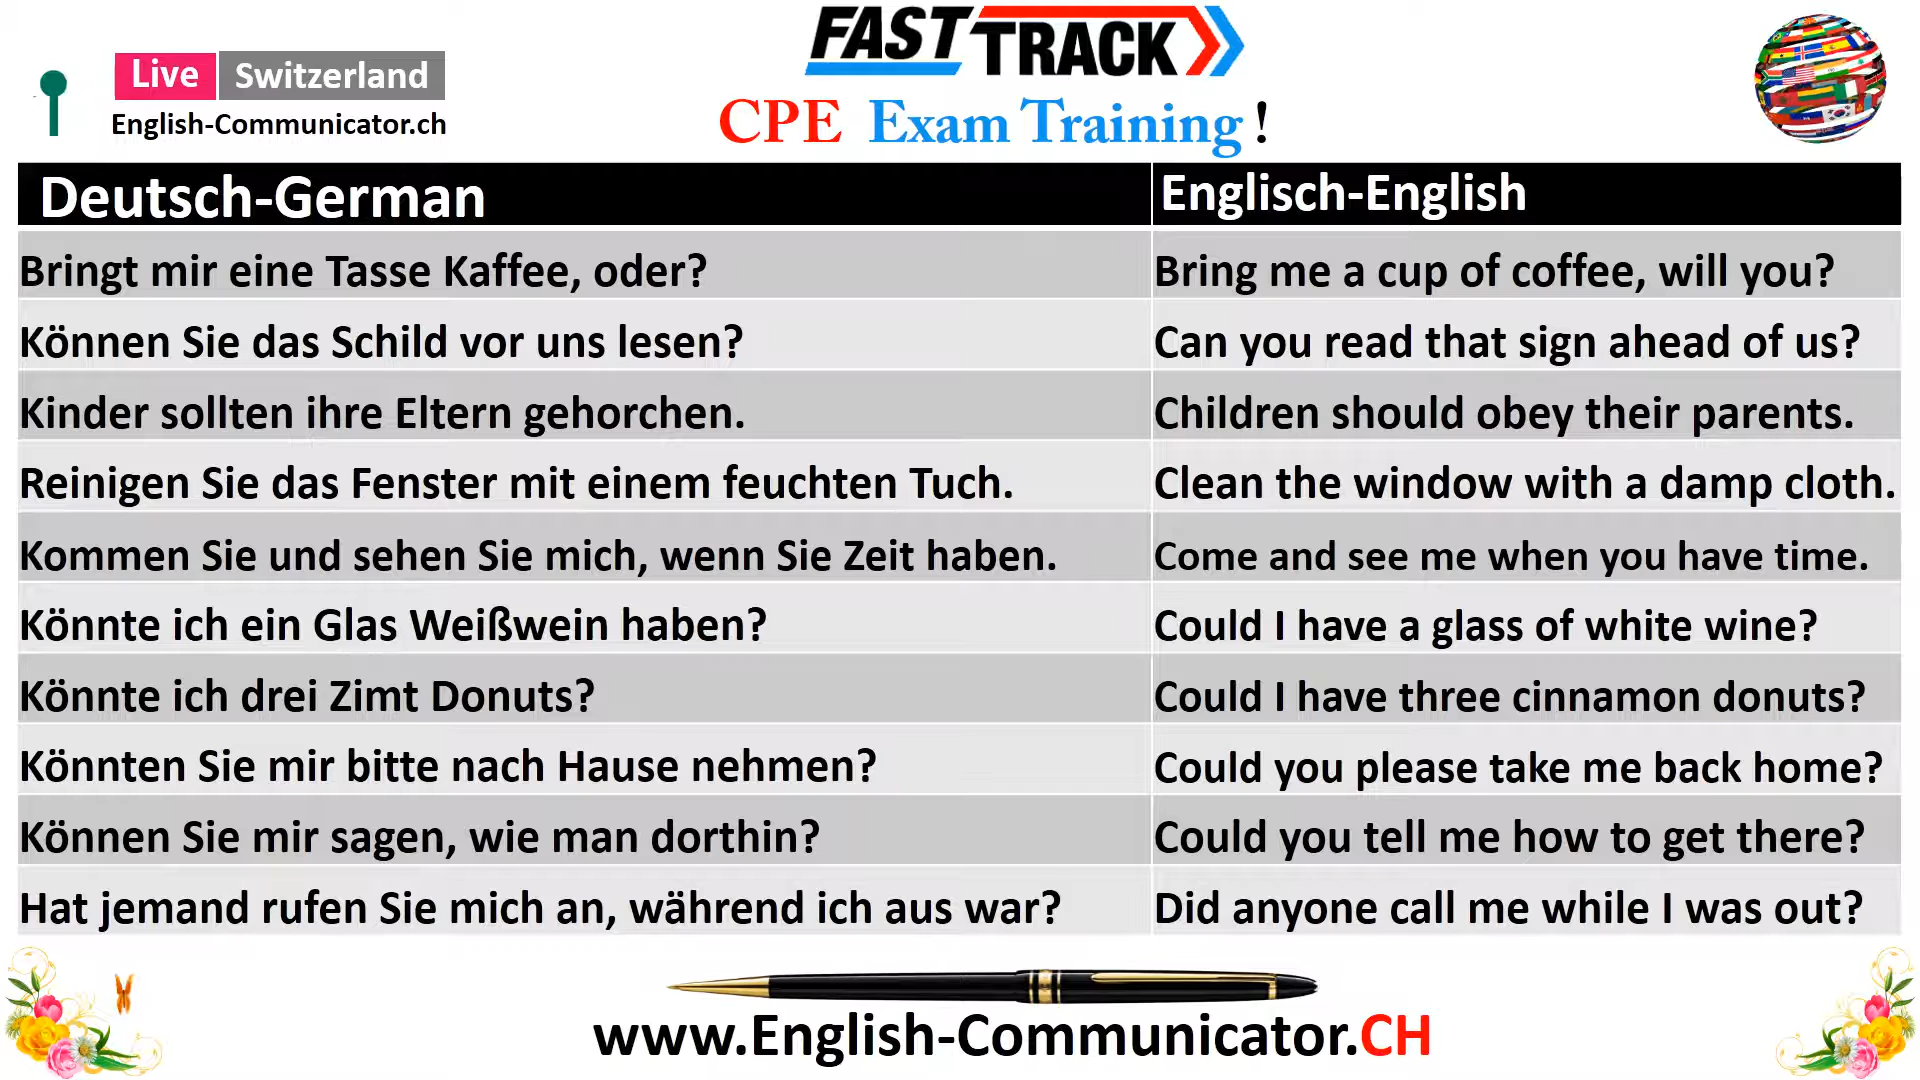 FAST TRACK
Live Switzerland
English-Communicator.ch
CPE Exam Training !
Deutsch-German Englisch-English
Bringt mir eine Tasse Kaffee, oder? Bring me a cup of coffee, will you?
Können Sie das Schild vor uns lesen? Can you read that sign ahead of us?
Kinder sollten ihre Eltern gehorchen. Children should obey their parents.
Reinigen Sie das Fenster mit einem feuchten Tuch. Clean the window with a damp cloth.
Kommen Sie und sehen Sie mich, wenn Sie Zeit haben. Come and see me when you have time.
Könnte ich ein Glas Weißwein haben? Could I have a glass of white wine?
Könnte ich drei Zimt Donuts? Could I have three cinnamon donuts?
Könnten Sie mir bitte nach Hause nehmen? Could you please take me back home?
Können Sie mir sagen, wie man dorthin? Could you tell me how to get there?
Hat jemand rufen Sie mich an, während ich aus war? Did anyone call me while I was out?
www.English-Communicator.CH